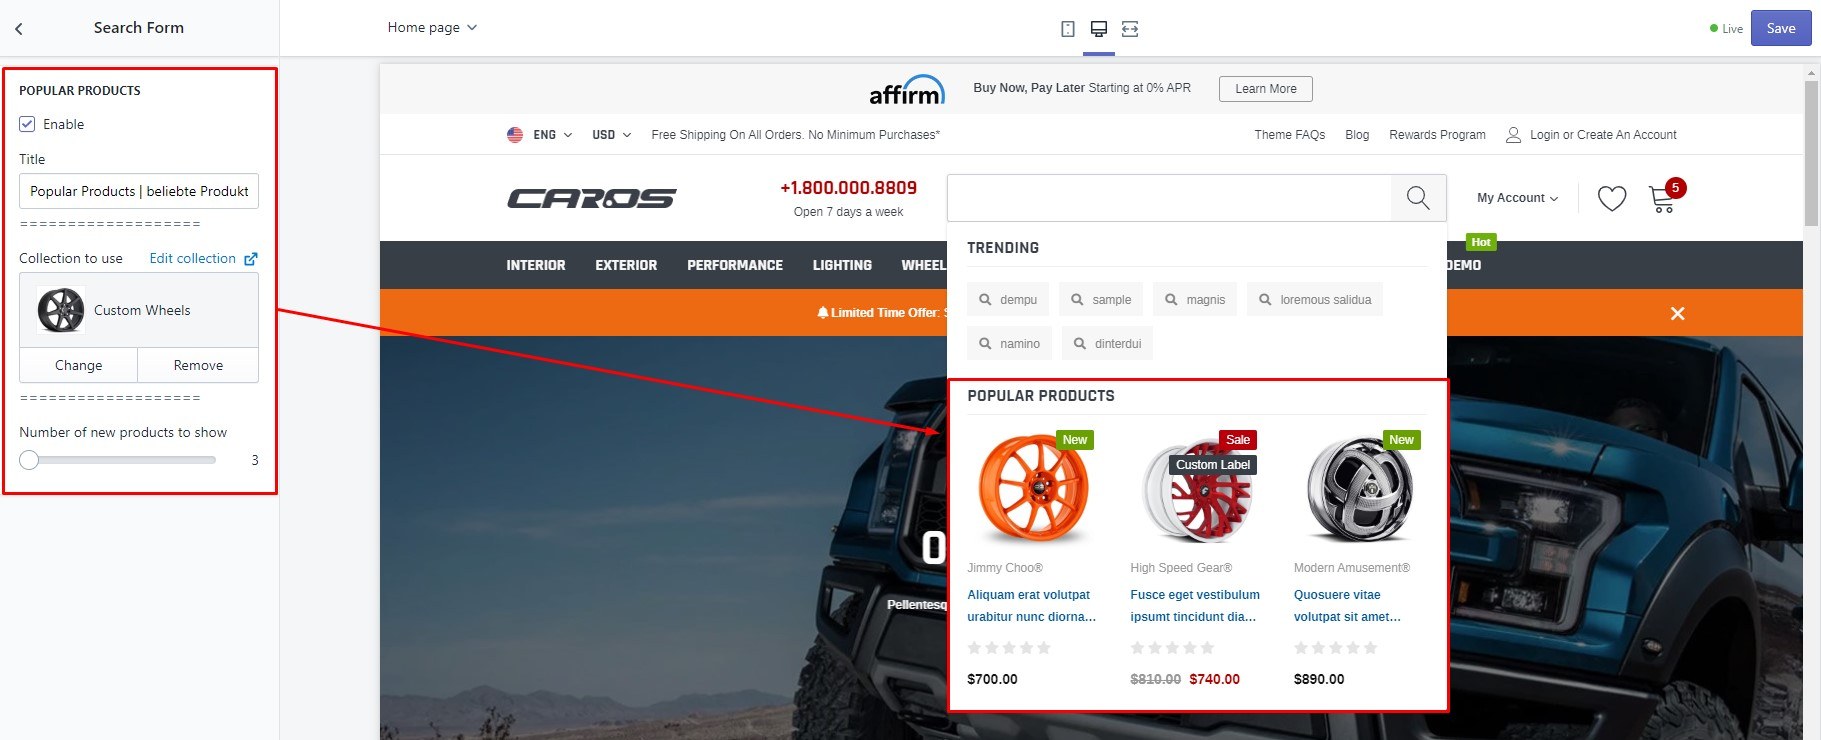 Search Form
Home page
Live
Save
POPULAR PRODUCTS
Enable
Title
Popular Products | beliebte Produkt
===================
Collection to use
Edit collection
Custom Wheels
Change
Remove
===================
Number of new products to show
3
affirm
Buy Now, Pay Later Starting at 0% APR
Learn More
ENG
USD
Free Shipping On All Orders. No Minimum Purchases*
Theme FAQs
Blog
Rewards Program
Login or Create An Account
CAROS
+1.800.000.8809
Open 7 days a week
My Account
5
Hot
INTERIOR
EXTERIOR
PERFORMANCE
LIGHTING
WHEEL
DEMO
Limited Time Offer:
TRENDING
dempu
sample
magnis
loremous salidua
namino
dinterdui
POPULAR PRODUCTS
New
Sale
Custom Label
New
Jimmy Choo®
Aliquam erat volutpat
urabitur nunc diorna...
$700.00
High Speed Gear®
Fusce eget vestibulum
ipsumt tincidunt dia...
$810.00 $740.00
Modern Amusement®
Quosuere vitae
volutpat sit amet...
$890.00
Pellentesq